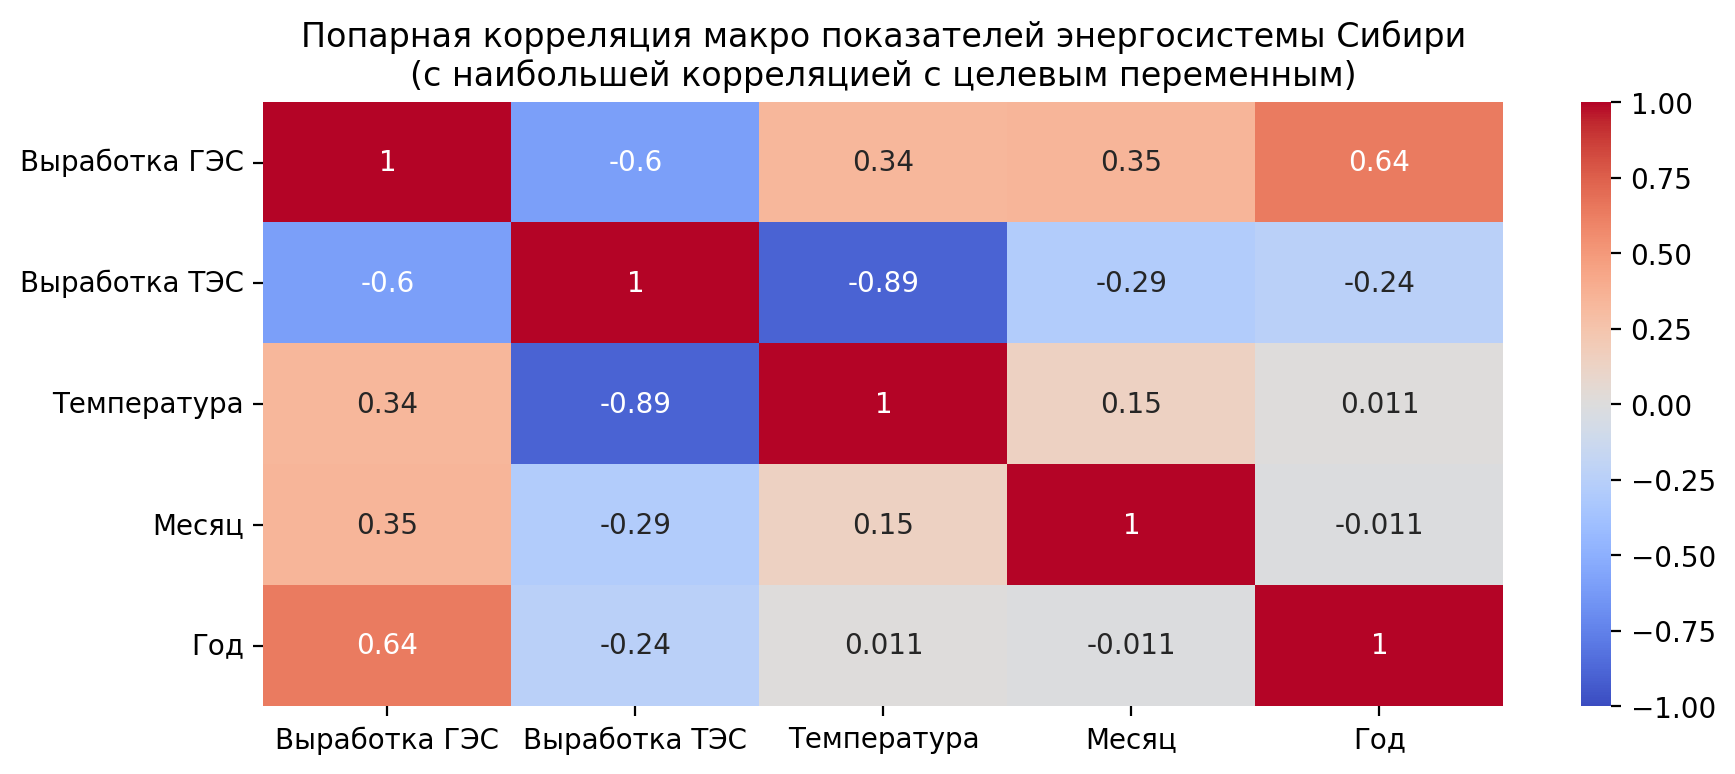 Попарная корреляция макро показателей энергосистемы Сибири
(с наибольшей корреляцией с целевым переменным)
Выработка ГЭС
1
-0.6
0.34
0.35
0.64
Выработка ТЭС
-0.6
1
-0.89
-0.29
-0.24
Температура
0.34
-0.89
1
0.15
0.011
Месяц
0.35
-0.29
0.15
1
-0.011
Год
0.64
-0.24
0.011
-0.011
1
Выработка ГЭС
Выработка ТЭС
Температура
Месяц
Год
1.00
0.75
0.50
0.25
0.00
−0.25
−0.50
−0.75
−1.00